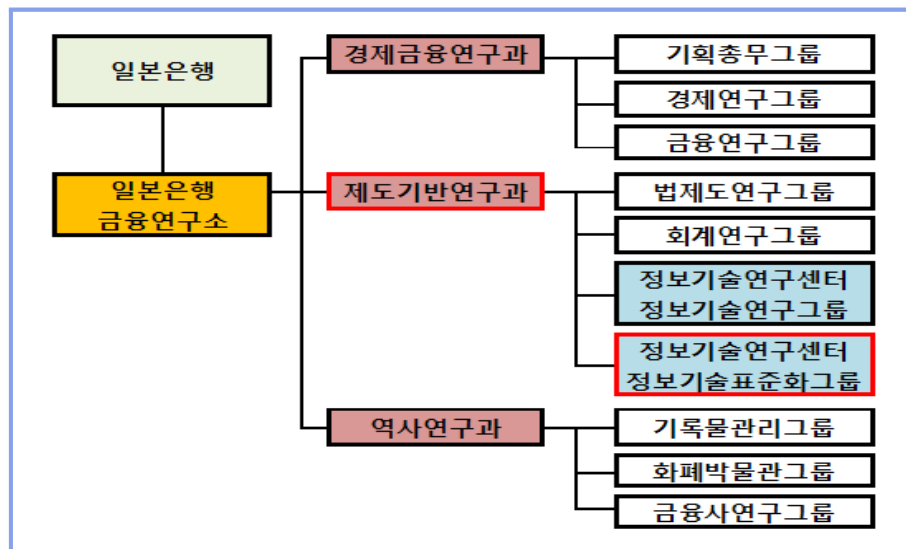 일본은행
일본은행
금융연구소
경제금융연구과
기획총무그룹
경제연구그룹
금융연구그룹
제도기반연구과
법제도연구그룹
회계연구그룹
정보기술연구센터
정보기술연구그룹
정보기술연구센터
정보기술표준화그룹
역사연구과
기록물관리그룹
화폐박물관그룹
금융사연구그룹